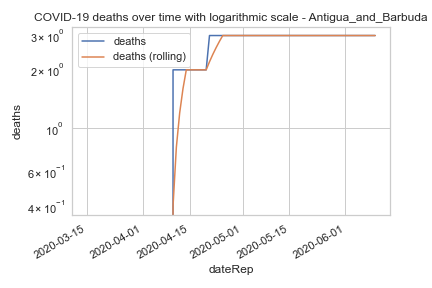 COVID-19 deaths over time with logarithmic scale - Antigua_and_Barbuda
deaths
deaths (rolling)
3 × 10⁰
2 × 10⁰
10⁰
6 × 10⁻¹
4 × 10⁻¹
deaths
2020-03-15
2020-04-01
2020-04-15
2020-05-01
2020-05-15
2020-06-01
dateRep